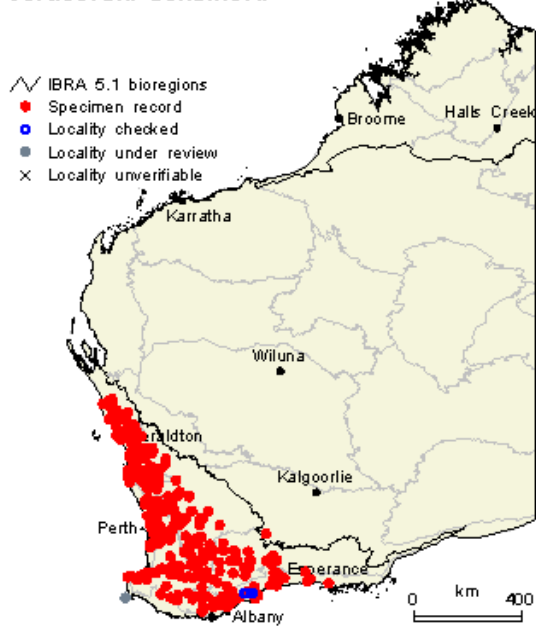 IBRA 5.1 bioregions
Specimen record
Locality checked
Locality under review
Locality unverifiable
Broome
Halls Creek
Karratha
Wiluna
eraldton
Kalgoorlie
Perth
Esperance
Albany
km
0 400